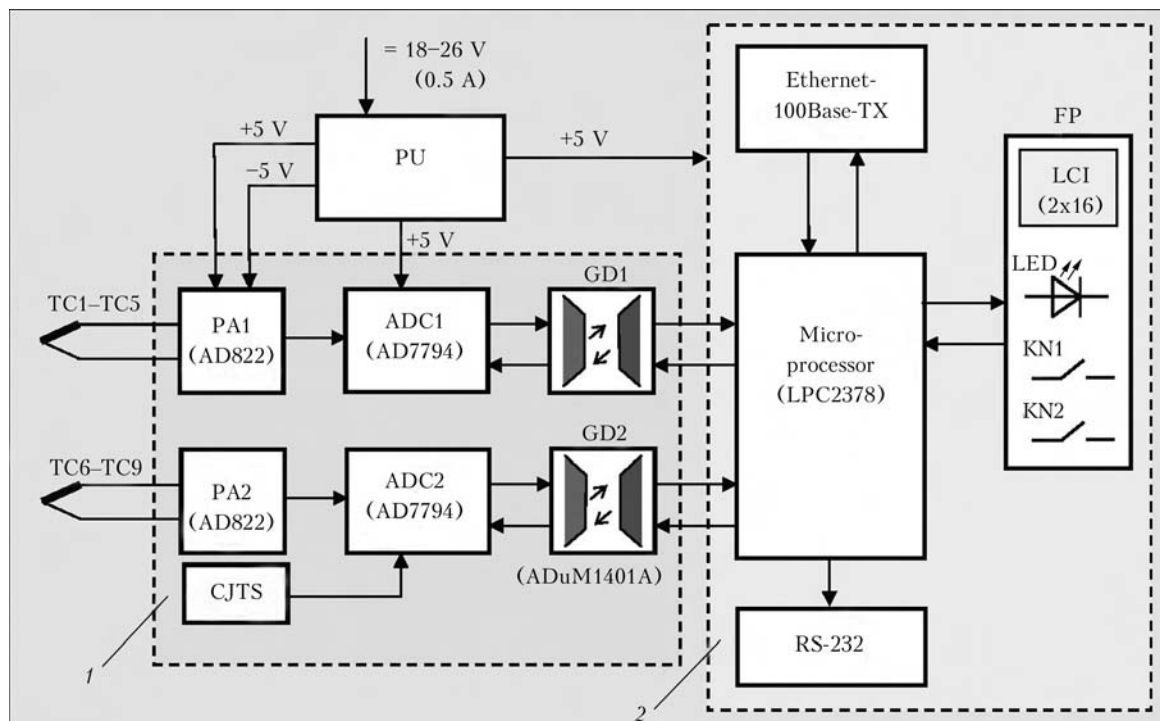 = 18–26 V
(0.5 A)
+5 V
–5 V
PU
+5 V
+5 V
TC1–TC5
PA1
(AD822)
ADC1
(AD7794)
GD1
TC6–TC9
PA2
(AD822)
ADC2
(AD7794)
GD2
(ADuM1401A)
CJTS
1
Ethernet-
100Base-TX
Micro-
processor
(LPC2378)
RS-232
FP
LCI
(2x16)
LED
KN1
KN2
2